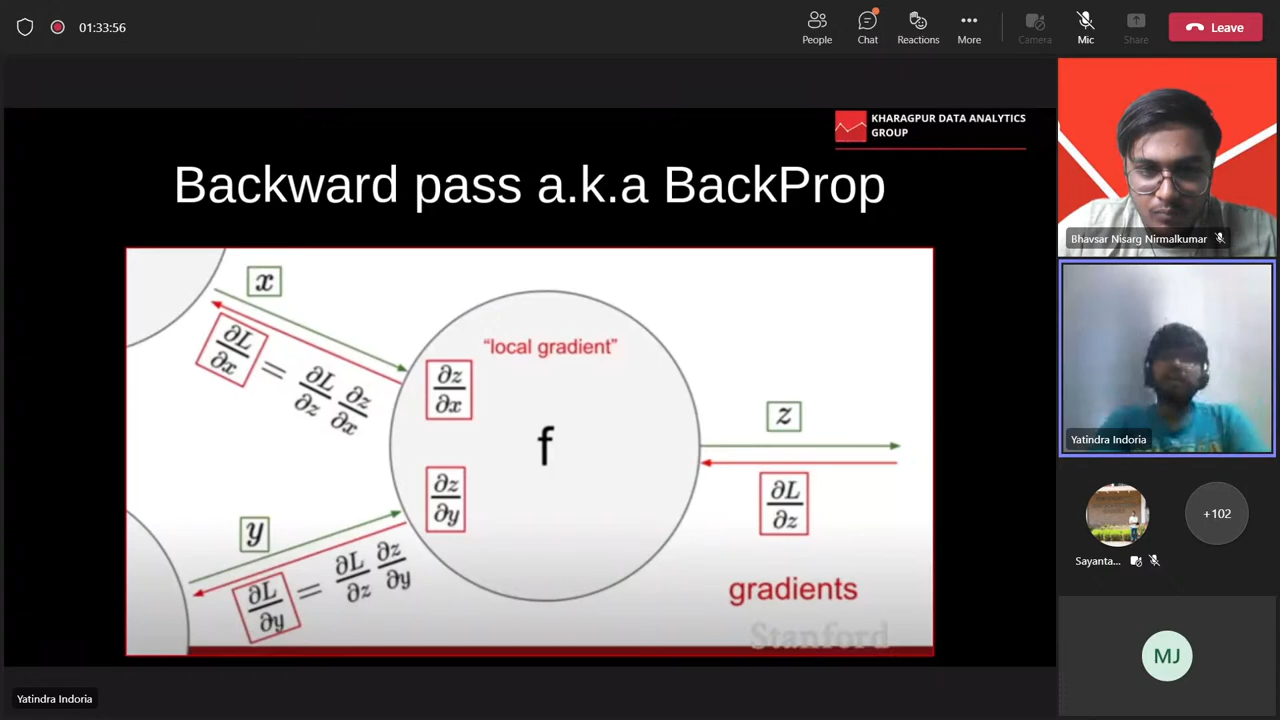 01:33:56
People
Chat
Reactions
More
Camera
Mic
Share
Leave
KHARAGPUR DATA ANALYTICS
GROUP
Backward pass a.k.a BackProp
x
∂L/∂x = ∂L/∂z ∂z/∂x
"local gradient"
∂z/∂x
f
∂z/∂y
z
∂L/∂z
y
∂L/∂y = ∂L/∂z ∂z/∂y
gradients
Stanford
Bhavsar Nisarg Nirmalkumar
Yatindra Indoria
+102
Sayanta...
MJ
Yatindra Indoria